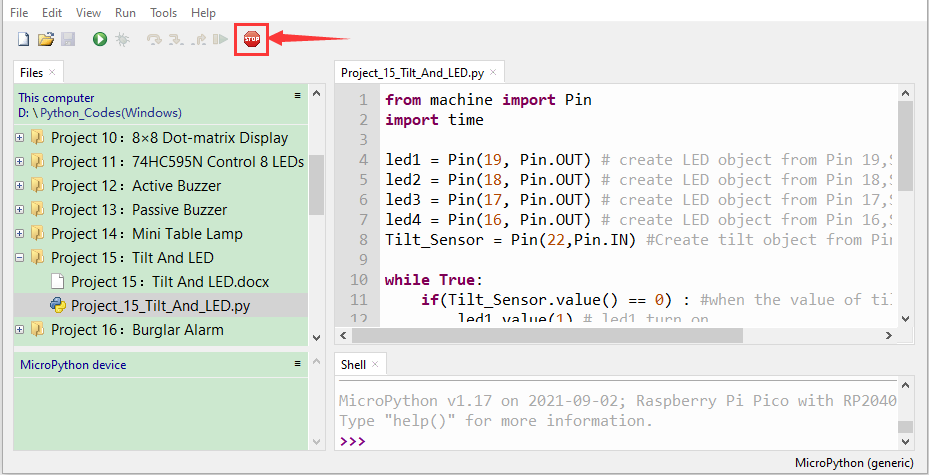 File Edit View Run Tools Help
STOP
Files
This computer
D: \Python_Codes(Windows)
Project 10：8×8 Dot-matrix Display
Project 11：74HC595N Control 8 LEDs
Project 12：Active Buzzer
Project 13：Passive Buzzer
Project 14：Mini Table Lamp
Project 15：Tilt And LED
Project 15：Tilt And LED.docx
Project_15_Tilt_And_LED.py
Project 16：Burglar Alarm
MicroPython device
Project_15_Tilt_And_LED.py
1 from machine import Pin
2 import time
3
4 led1 = Pin(19, Pin.OUT) # create LED object from Pin 19,S
5 led2 = Pin(18, Pin.OUT) # create LED object from Pin 18,S
6 led3 = Pin(17, Pin.OUT) # create LED object from Pin 17,S
7 led4 = Pin(16, Pin.OUT) # create LED object from Pin 16,S
8 Tilt_Sensor = Pin(22,Pin.IN) #Create tilt object from Pin
9
10 while True:
11 if(Tilt_Sensor.value() == 0) : #when the value of til
12 led1.value(1) # led1 turn on
Shell
MicroPython v1.17 on 2021-09-02; Raspberry Pi Pico with RP2040
Type "help()" for more information.
>>>
MicroPython (generic)